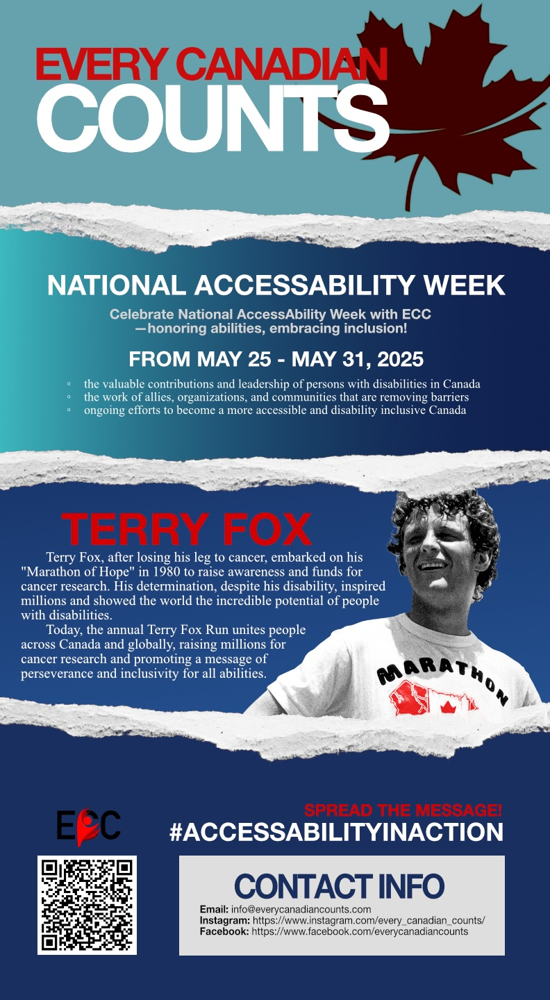 EVERY CANADIAN
COUNTS
NATIONAL ACCESSABILITY WEEK
Celebrate National AccessAbility Week with ECC
—honoring abilities, embracing inclusion!
FROM MAY 25 - MAY 31, 2025
◦ the valuable contributions and leadership of persons with disabilities in Canada
◦ the work of allies, organizations, and communities that are removing barriers
◦ ongoing efforts to become a more accessible and disability inclusive Canada
TERRY FOX
Terry Fox, after losing his leg to cancer, embarked on his
"Marathon of Hope" in 1980 to raise awareness and funds for
cancer research. His determination, despite his disability, inspired
millions and showed the world the incredible potential of people
with disabilities.
Today, the annual Terry Fox Run unites people
across Canada and globally, raising millions for
cancer research and promoting a message of
perseverance and inclusivity for all abilities.
MARATHON
SPREAD THE MESSAGE!
#ACCESSABILITYINACTION
ECC
CONTACT INFO
Email: info@everycanadiancounts.com
Instagram: https://www.instagram.com/every_canadian_counts/
Facebook: https://www.facebook.com/everycanadiancounts